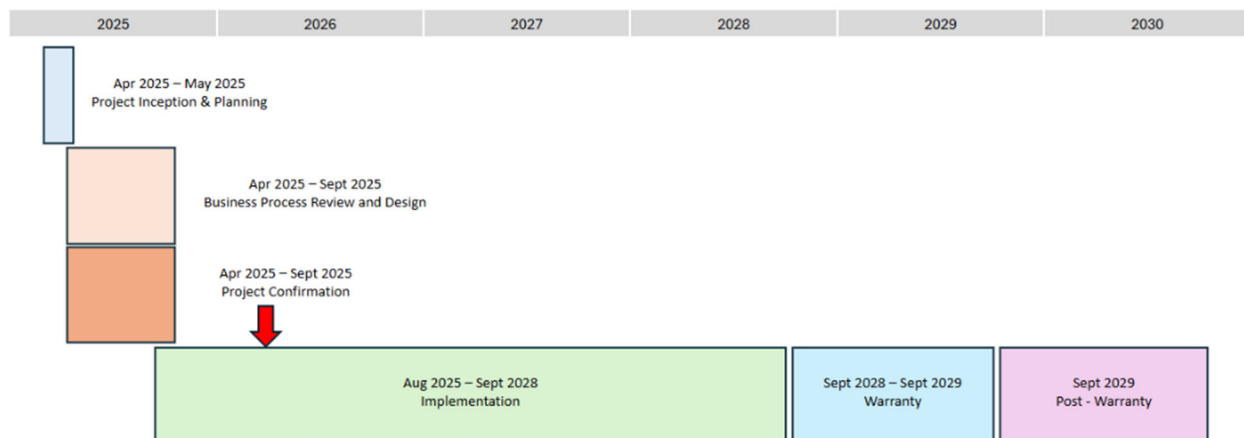 2025 2026 2027 2028 2029 2030
Apr 2025 – May 2025
Project Inception & Planning
Apr 2025 – Sept 2025
Business Process Review and Design
Apr 2025 – Sept 2025
Project Confirmation
Aug 2025 – Sept 2028
Implementation
Sept 2028 – Sept 2029
Warranty
Sept 2029
Post - Warranty